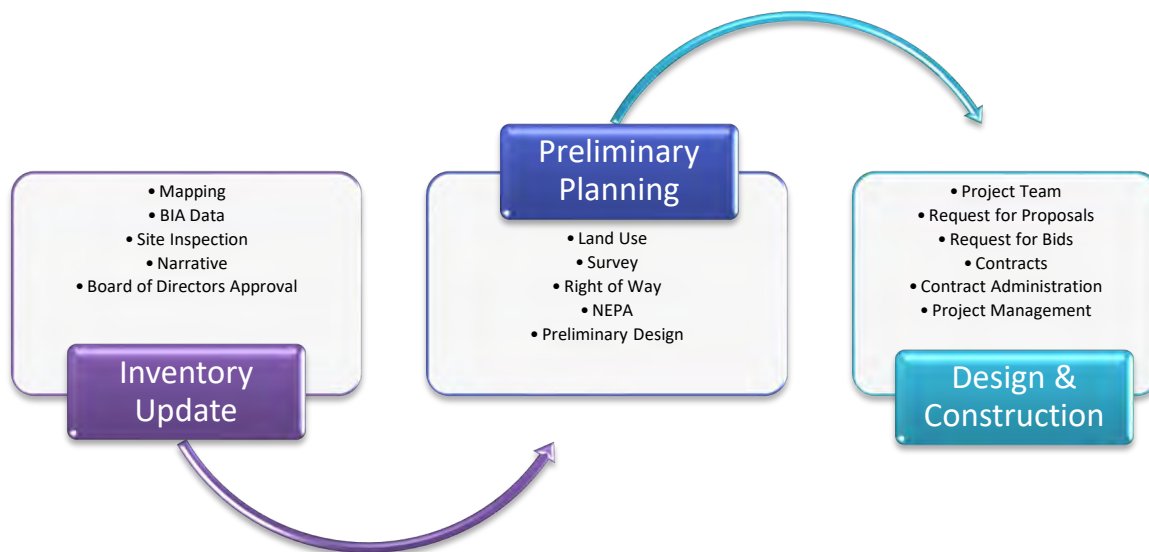 • Mapping
• BIA Data
• Site Inspection
• Narrative
• Board of Directors Approval
Inventory
Update
Preliminary
Planning
• Land Use
• Survey
• Right of Way
• NEPA
• Preliminary Design
• Project Team
• Request for Proposals
• Request for Bids
• Contracts
• Contract Administration
• Project Management
Design &
Construction